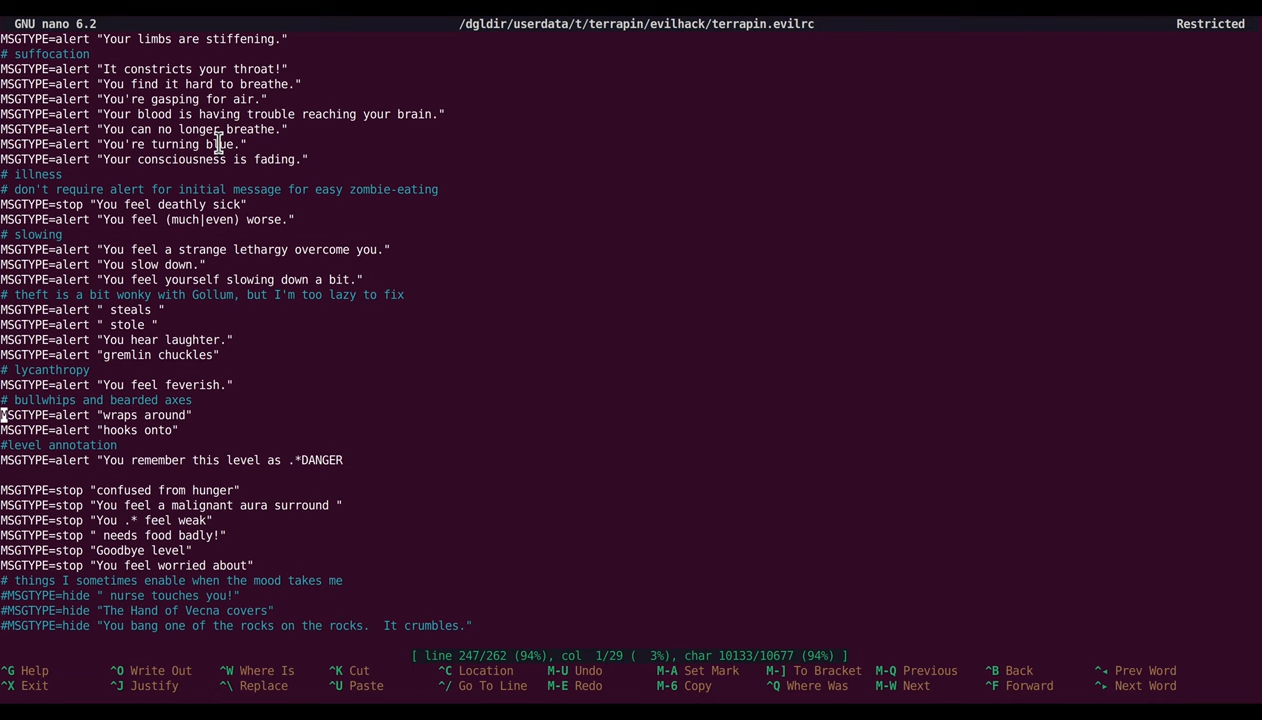 GNU nano 6.2 /dgldir/userdata/t/terrapin/evilhack/terrapin.evilrc Restricted
MSGTYPE=alert "Your limbs are stiffening."
# suffocation
MSGTYPE=alert "It constricts your throat!"
MSGTYPE=alert "You find it hard to breathe."
MSGTYPE=alert "You're gasping for air."
MSGTYPE=alert "Your blood is having trouble reaching your brain."
MSGTYPE=alert "You can no longer breathe."
MSGTYPE=alert "You're turning blue."
MSGTYPE=alert "Your consciousness is fading."
# illness
# don't require alert for initial message for easy zombie-eating
MSGTYPE=stop "You feel deathly sick"
MSGTYPE=alert "You feel (much|even) worse."
# slowing
MSGTYPE=alert "You feel a strange lethargy overcome you."
MSGTYPE=alert "You slow down."
MSGTYPE=alert "You feel yourself slowing down a bit."
# theft is a bit wonky with Gollum, but I'm too lazy to fix
MSGTYPE=alert " steals "
MSGTYPE=alert " stole "
MSGTYPE=alert "You hear laughter."
MSGTYPE=alert "gremlin chuckles"
# lycanthropy
MSGTYPE=alert "You feel feverish."
# bullwhips and bearded axes
MSGTYPE=alert "wraps around"
MSGTYPE=alert "hooks onto"
#level annotation
MSGTYPE=alert "You remember this level as .*DANGER
MSGTYPE=stop "confused from hunger"
MSGTYPE=stop "You feel a malignant aura surround "
MSGTYPE=stop "You .* feel weak"
MSGTYPE=stop " needs food badly!"
MSGTYPE=stop "Goodbye level"
MSGTYPE=stop "You feel worried about"
# things I sometimes enable when the mood takes me
#MSGTYPE=hide " nurse touches you!"
#MSGTYPE=hide "The Hand of Vecna covers"
#MSGTYPE=hide "You bang one of the rocks on the rocks.  It crumbles."
[ line 247/262 (94%), col  1/29 (  3%), char 10133/10677 (94%) ]
^G Help ^O Write Out ^W Where Is ^K Cut ^C Location M-U Undo M-A Set Mark M-] To Bracket M-Q Previous ^B Back ^◂ Prev Word
^X Exit ^J Justify ^\ Replace ^U Paste ^/ Go To Line M-E Redo M-6 Copy ^Q Where Was M-W Next ^F Forward ^▸ Next Word